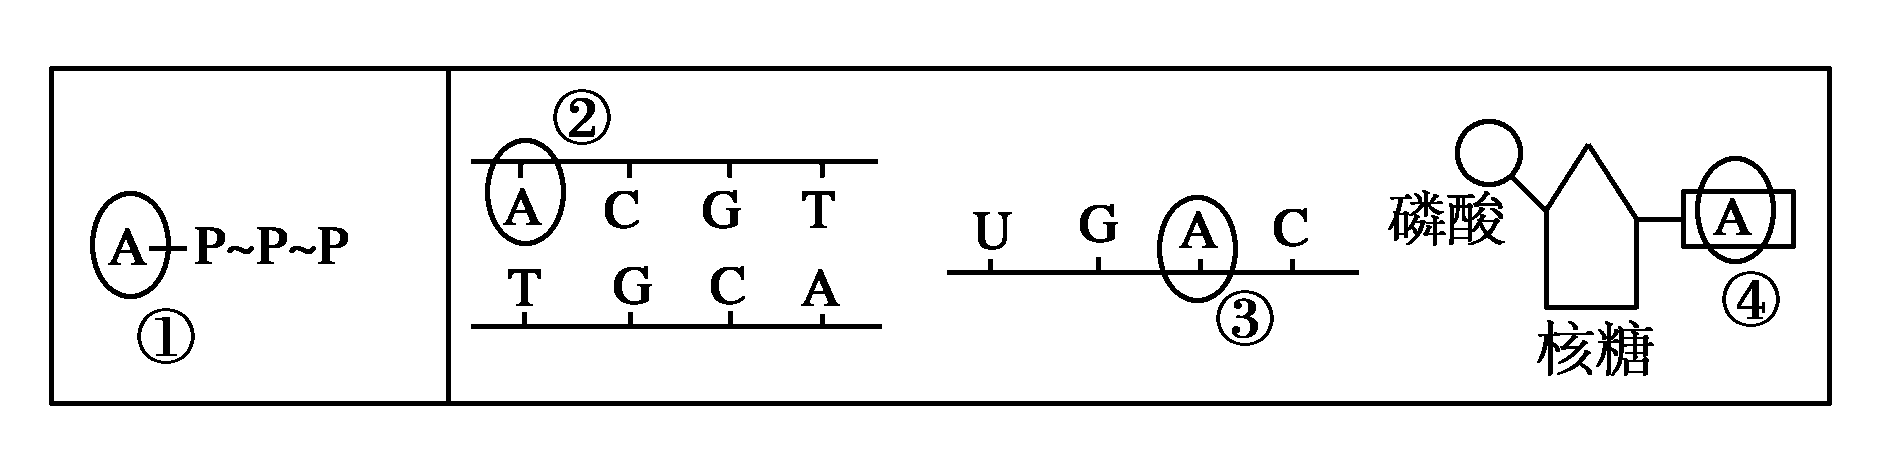 A-P~P~P
①
②
A C G T
T G C A
U G A C
③
磷酸
A
④
核糖